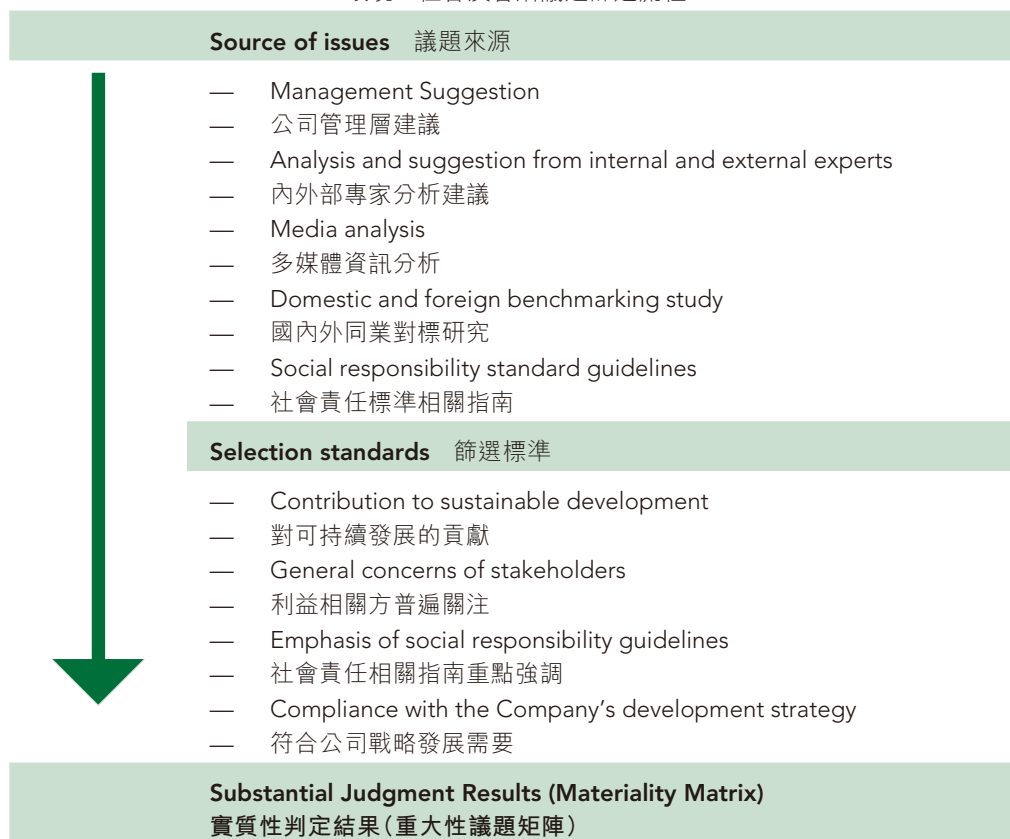 Source of issues 議題來源
— Management Suggestion
— 公司管理層建議
— Analysis and suggestion from internal and external experts
— 內外部專家分析建議
— Media analysis
— 多媒體資訊分析
— Domestic and foreign benchmarking study
— 國內外同業對標研究
— Social responsibility standard guidelines
— 社會責任標準相關指南
Selection standards 篩選標準
— Contribution to sustainable development
— 對可持續發展的貢獻
— General concerns of stakeholders
— 利益相關方普遍關注
— Emphasis of social responsibility guidelines
— 社會責任相關指南重點強調
— Compliance with the Company’s development strategy
— 符合公司戰略發展需要
Substantial Judgment Results (Materiality Matrix)
實質性判定結果（重大性議題矩陣）